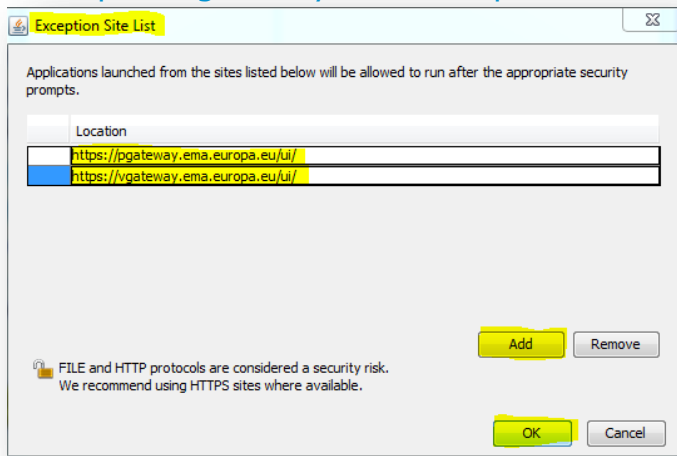 Exception Site List
Applications launched from the sites listed below will be allowed to run after the appropriate security
prompts.
Location
https://pgateway.ema.europa.eu/ui/
https://vgateway.ema.europa.eu/ui/
Add
Remove
FILE and HTTP protocols are considered a security risk.
We recommend using HTTPS sites where available.
OK
Cancel